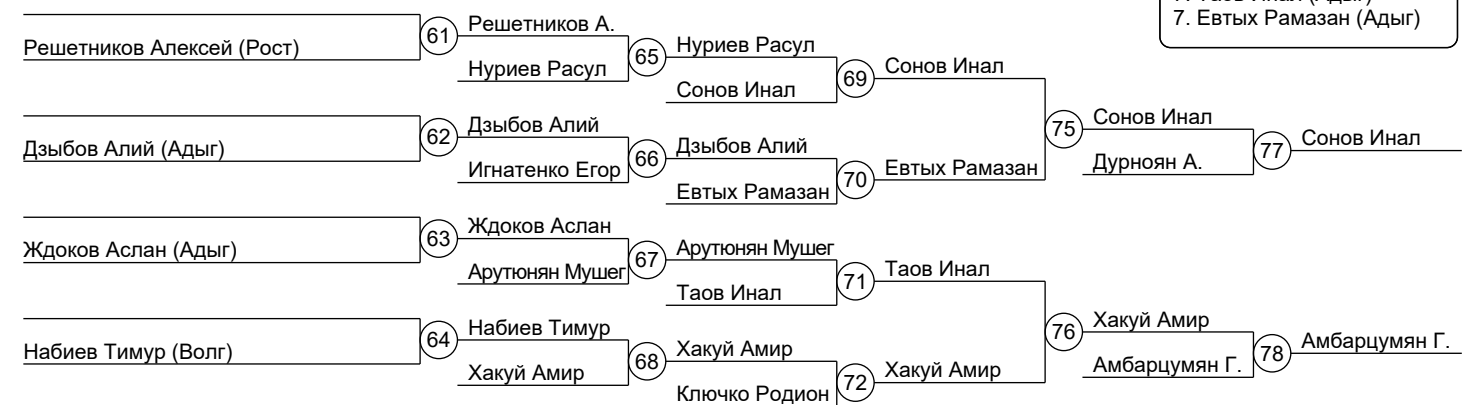 7. Таов Инал (Адыг)
7. Евтых Рамазан (Адыг)
Решетников Алексей (Рост)
61
Решетников А.
Нуриев Расул
65
Нуриев Расул
Сонов Инал
69
Сонов Инал
Дзыбов Алий (Адыг)
62
Дзыбов Алий
Игнатенко Егор
66
Дзыбов Алий
Евтых Рамазан
70
Евтых Рамазан
75
Сонов Инал
Дурноян А.
77
Сонов Инал
Ждоков Аслан (Адыг)
63
Ждоков Аслан
Арутюнян Мушег
67
Арутюнян Мушег
Таов Инал
71
Таов Инал
Набиев Тимур (Волг)
64
Набиев Тимур
Хакуй Амир
68
Хакуй Амир
Ключко Родион
72
Хакуй Амир
76
Хакуй Амир
Амбарцумян Г.
78
Амбарцумян Г.